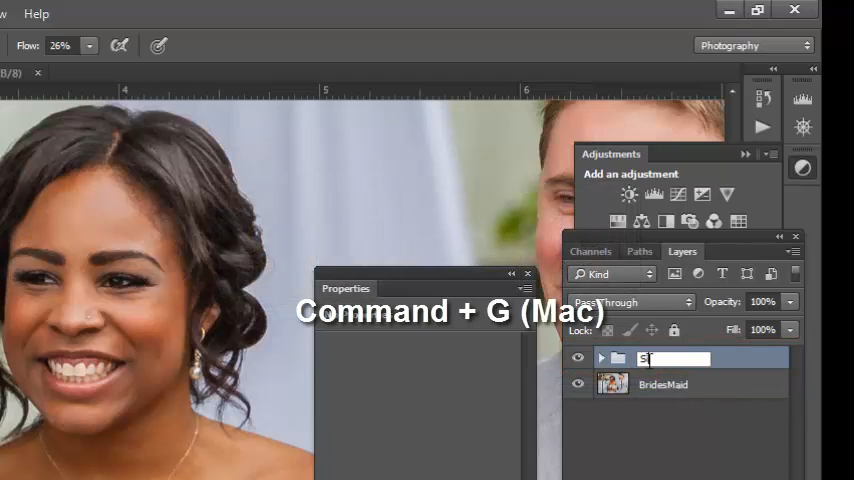 w Help
Flow: 26%
Photography
B/8) ×
4 5 6
Adjustments
Add an adjustment
Channels Paths Layers
Kind
Properties
Command + G (Mac)
Pass Through Opacity: 100%
Lock: Fill: 100%
BridesMaid